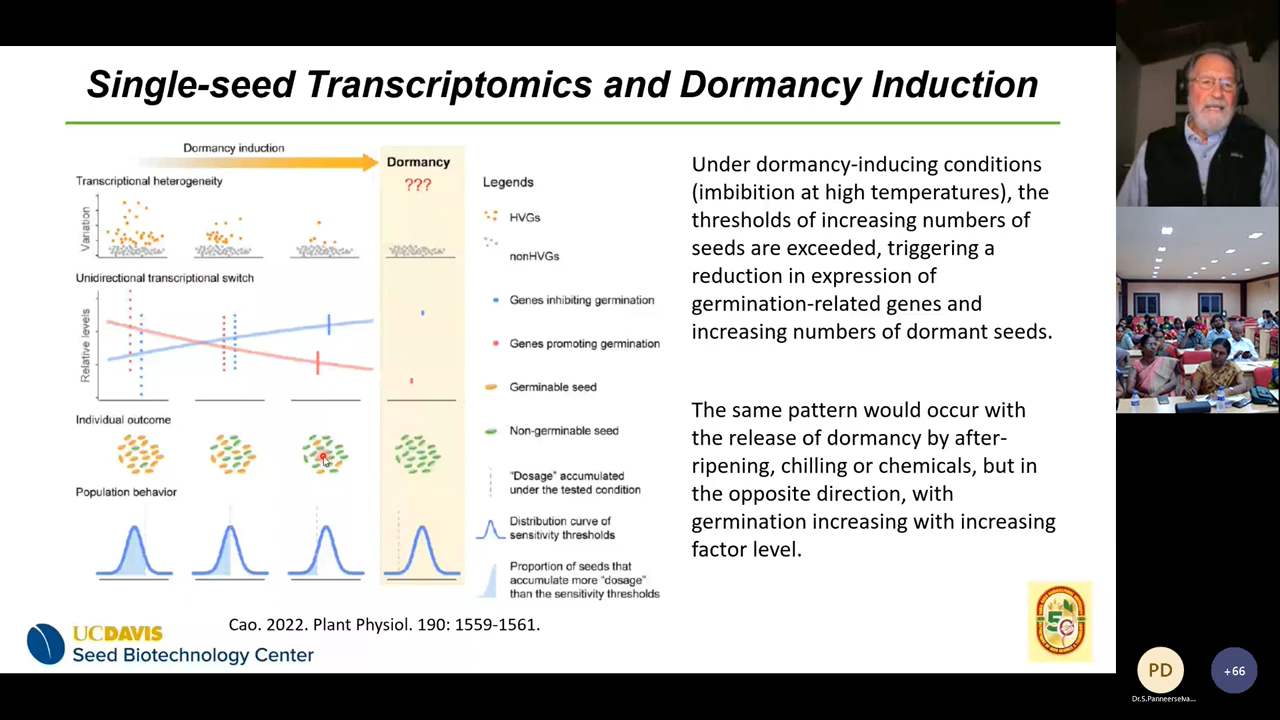 Single-seed Transcriptomics and Dormancy Induction
Dormancy induction
Dormancy
???
Transcriptional heterogeneity
Variation
Unidirectional transcriptional switch
Relative levels
Individual outcome
Population behavior
Legends
HVGs
nonHVGs
Genes inhibiting germination
Genes promoting germination
Germinable seed
Non-germinable seed
"Dosage" accumulated
under the tested condition
Distribution curve of
sensitivity thresholds
Proportion of seeds that
accumulate more "dosage"
than the sensitivity thresholds
Under dormancy-inducing conditions
(imbibition at high temperatures), the
thresholds of increasing numbers of
seeds are exceeded, triggering a
reduction in expression of
germination-related genes and
increasing numbers of dormant seeds.
The same pattern would occur with
the release of dormancy by after-
ripening, chilling or chemicals, but in
the opposite direction, with
germination increasing with increasing
factor level.
Cao. 2022. Plant Physiol. 190: 1559-1561.
UCDAVIS
Seed Biotechnology Center
PD
Dr.S.Panneerselva...
+66